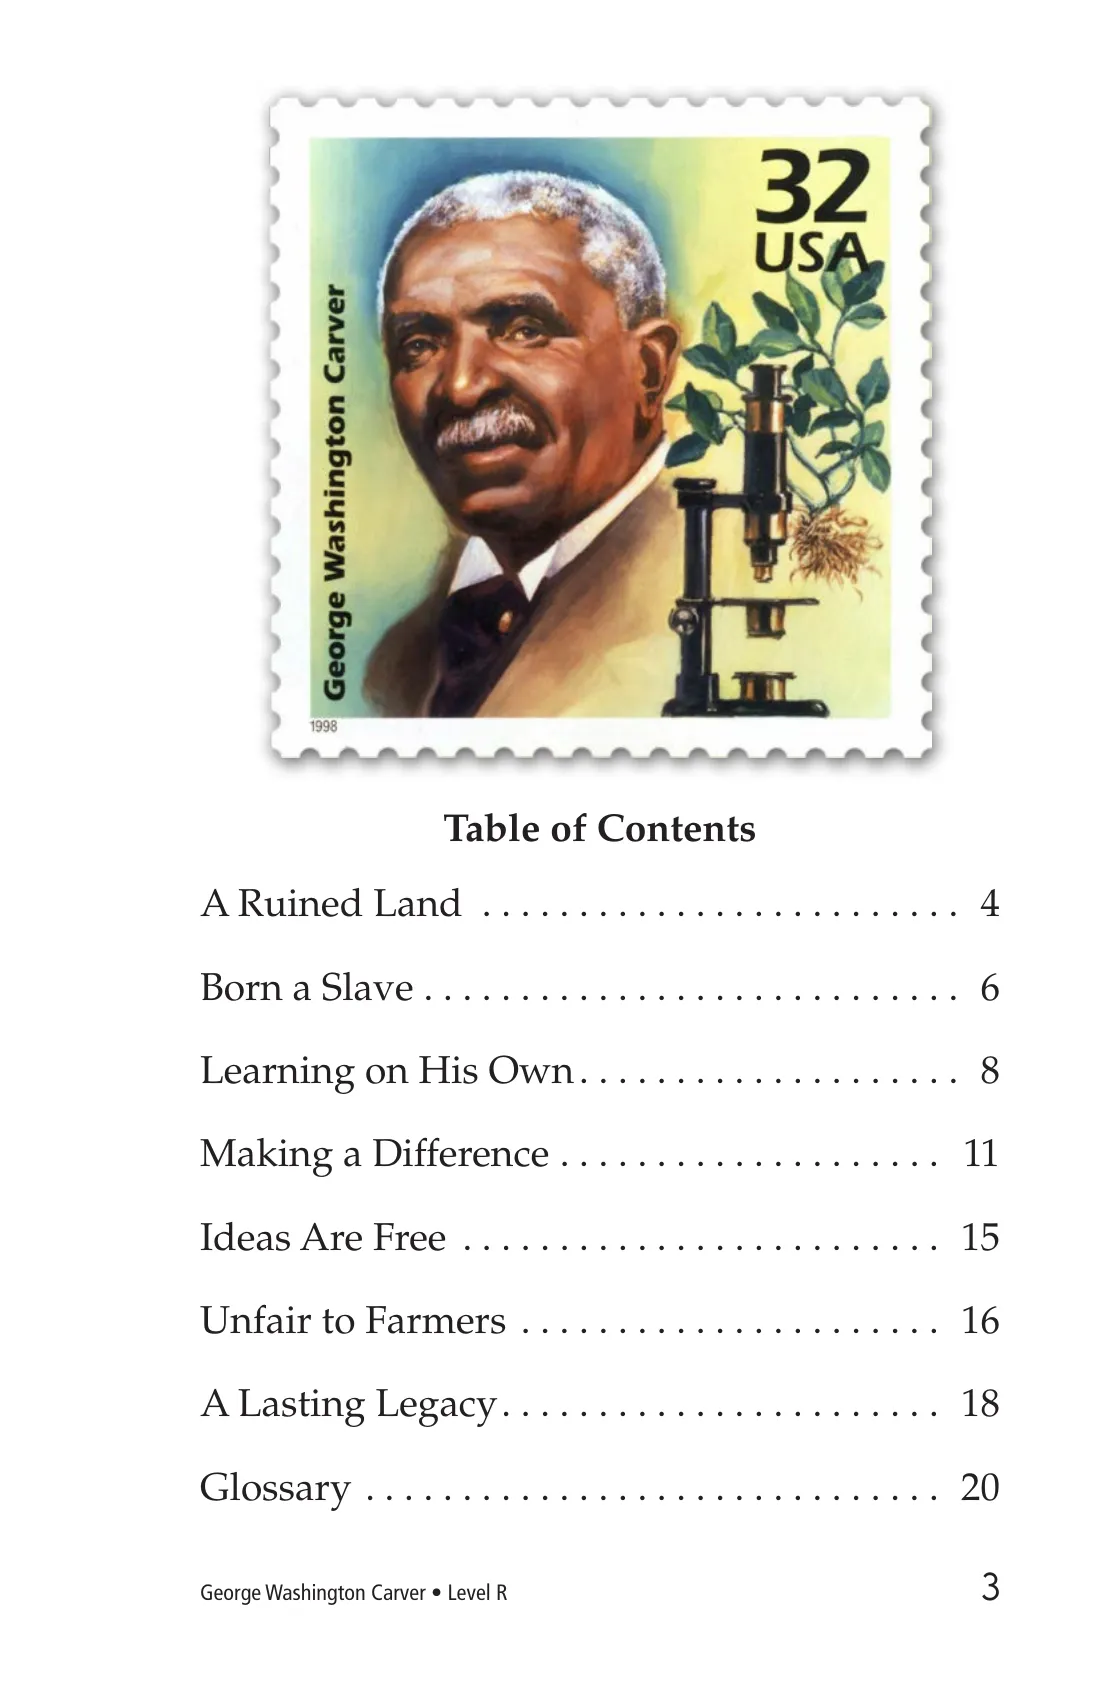 32
USA
George Washington Carver
1998
Table of Contents
A Ruined Land . . . . . . . . . . . . . . . . . . . . . . . . . 4
Born a Slave . . . . . . . . . . . . . . . . . . . . . . . . . . . . 6
Learning on His Own . . . . . . . . . . . . . . . . . . . . 8
Making a Difference . . . . . . . . . . . . . . . . . . . . 11
Ideas Are Free . . . . . . . . . . . . . . . . . . . . . . . . . 15
Unfair to Farmers . . . . . . . . . . . . . . . . . . . . . . 16
A Lasting Legacy . . . . . . . . . . . . . . . . . . . . . . . 18
Glossary . . . . . . . . . . . . . . . . . . . . . . . . . . . . . . 20
George Washington Carver • Level R 3